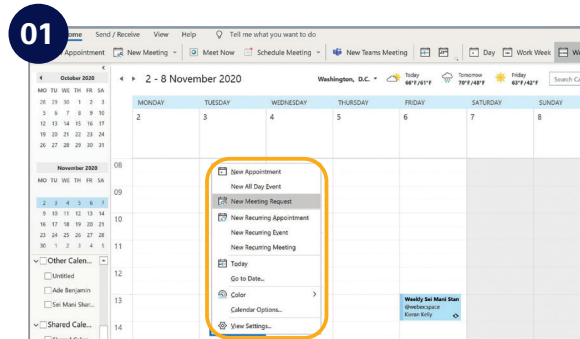 01
ome Send / Receive View Help Tell me what you want to do
Appointment New Meeting Meet Now Schedule Meeting New Teams Meeting Day Work Week We
October 2020
MO TU WE TH FR SA
28 29 30 1 2 3
5 6 7 8 9 10
12 13 14 15 16 17
19 20 21 22 23 24
26 27 28 29 30 31
November 2020
MO TU WE TH FR SA
2 3 4 5 6 7
9 10 11 12 13 14
16 17 18 19 20 21
23 24 25 26 27 28
30 1 2 3 4 5
Other Calen...
Untitled
Ade Benjamin
Sei Mani Shar...
Shared Cale...
2 - 8 November 2020
Washington, D.C. Today 66°F/61°F Tomorrow 70°F/48°F Friday 63°F/42°F Search Ca
MONDAY TUESDAY WEDNESDAY THURSDAY FRIDAY SATURDAY SUNDAY
2 3 4 5 6 7 8
08
09
10
11
12
13
14
New Appointment
New All Day Event
New Meeting Request
New Recurring Appointment
New Recurring Event
New Recurring Meeting
Today
Go to Date...
Color
Calendar Options...
View Settings...
Weekly Sei Mani Stan
@webex:space
Kieran Kelly